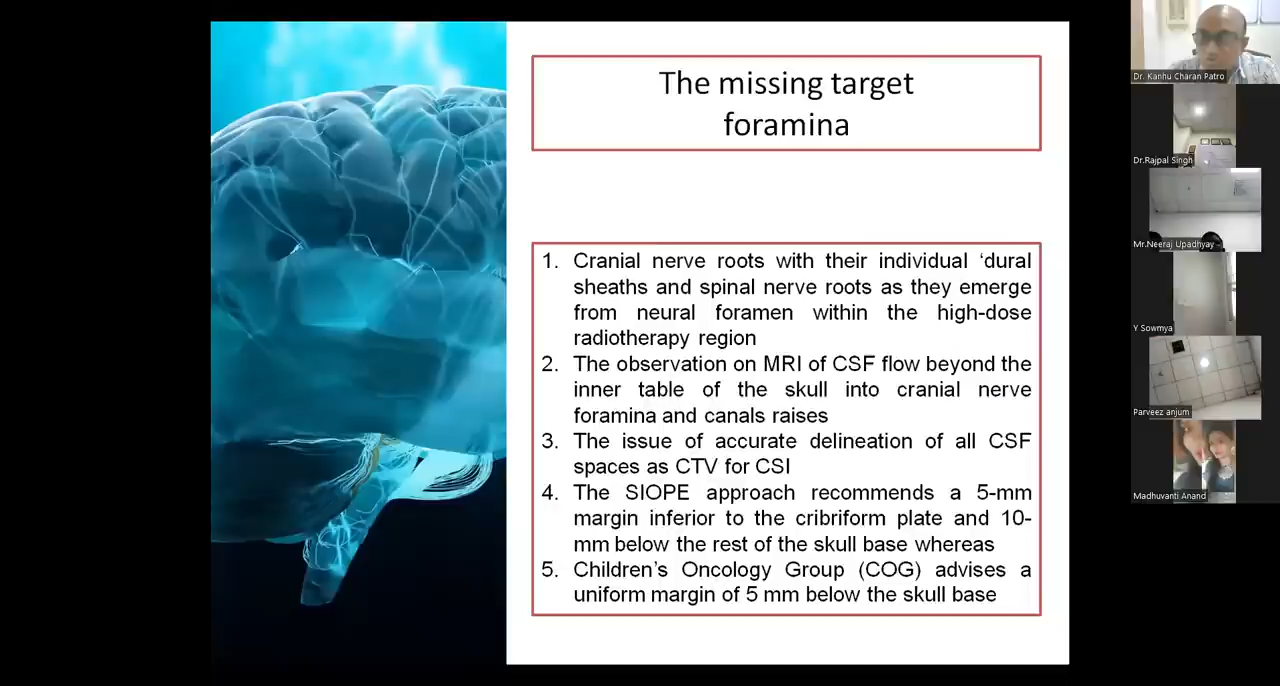 The missing target
foramina
1. Cranial nerve roots with their individual ‘dural
sheaths and spinal nerve roots as they emerge
from neural foramen within the high-dose
radiotherapy region
2. The observation on MRI of CSF flow beyond the
inner table of the skull into cranial nerve
foramina and canals raises
3. The issue of accurate delineation of all CSF
spaces as CTV for CSI
4. The SIOPE approach recommends a 5-mm
margin inferior to the cribriform plate and 10-
mm below the rest of the skull base whereas
5. Children’s Oncology Group (COG) advises a
uniform margin of 5 mm below the skull base
Dr. Kanhu Charan Patro
Dr.Rajpal Singh
Mr.Neeraj Upadhyay
Y Sowmya
Parveez anjum
Madhuvanti Anand